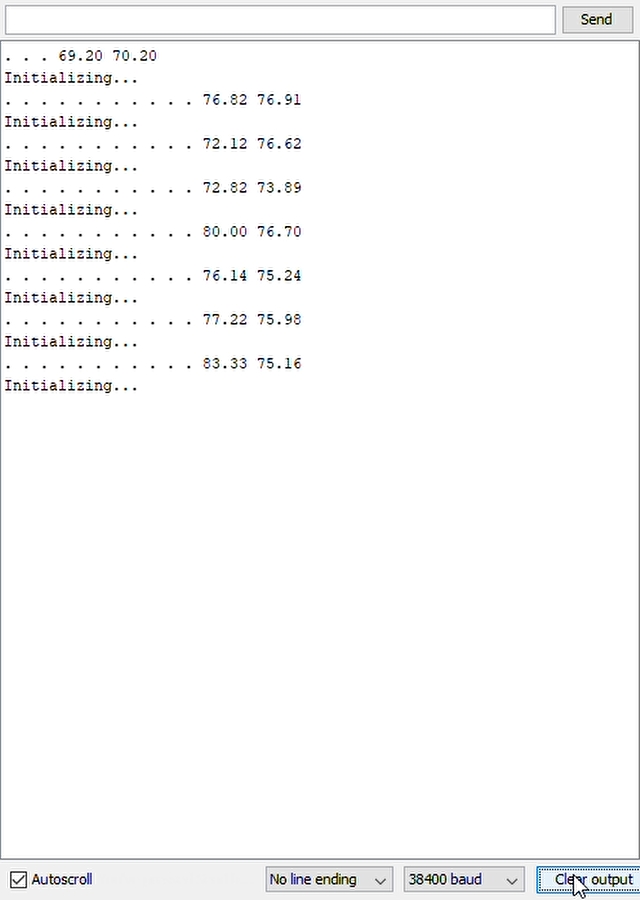 Send
. . . 69.20 70.20
Initializing...
. . . . . . . . . . . 76.82 76.91
Initializing...
. . . . . . . . . . . 72.12 76.62
Initializing...
. . . . . . . . . . . 72.82 73.89
Initializing...
. . . . . . . . . . . 80.00 76.70
Initializing...
. . . . . . . . . . . 76.14 75.24
Initializing...
. . . . . . . . . . . 77.22 75.98
Initializing...
. . . . . . . . . . . 83.33 75.16
Initializing...
Autoscroll No line ending 38400 baud Clear output